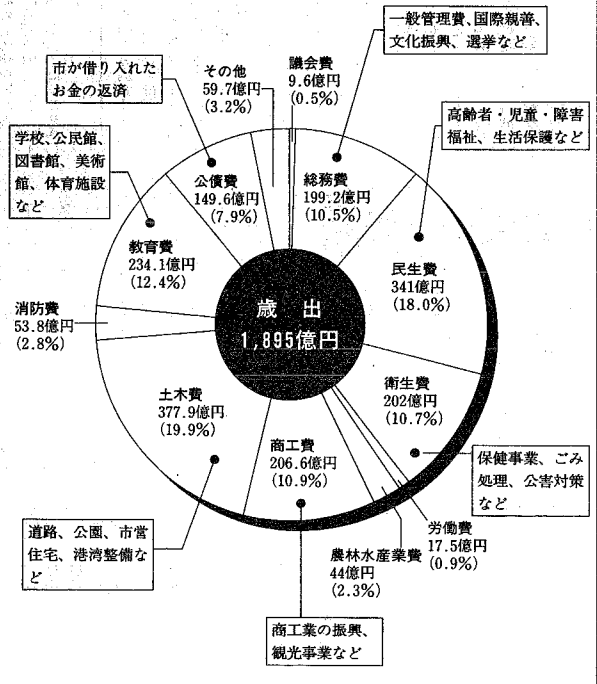 歳出
1,895億円
議会費
9.6億円
(0.5%)
一般管理費、国際親善、
文化振興、選挙など
総務費
199.2億円
(10.5%)
高齢者・児童・障害
福祉、生活保護など
民生費
341億円
(18.0%)
衛生費
202億円
(10.7%)
保健事業、ごみ
処理、公害対策
など
労働費
17.5億円
(0.9%)
農林水産業費
44億円
(2.3%)
商工費
206.6億円
(10.9%)
商工業の振興、
観光事業など
土木費
377.9億円
(19.9%)
道路、公園、市営
住宅、港湾整備な
ど
消防費
53.8億円
(2.8%)
教育費
234.1億円
(12.4%)
学校、公民館、
図書館、美術
館、体育施設
など
公債費
149.6億円
(7.9%)
市が借り入れた
お金の返済
その他
59.7億円
(3.2%)